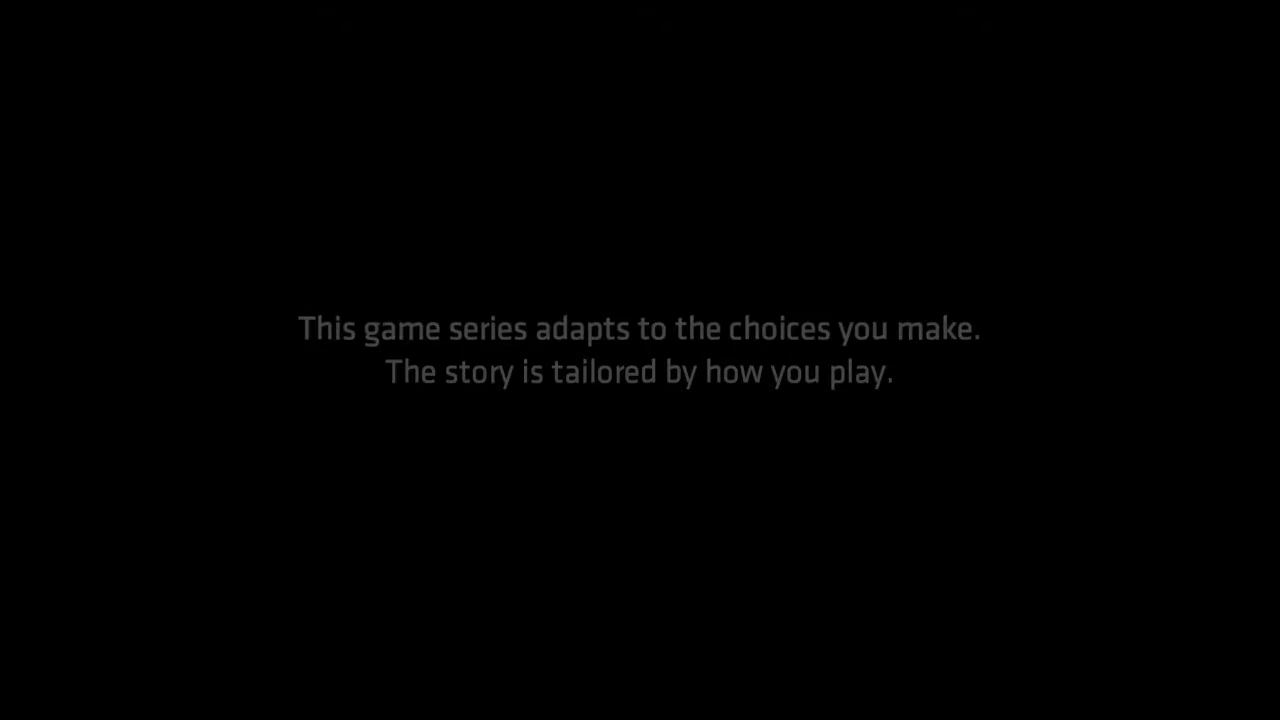 This game series adapts to the choices you make.
The story is tailored by how you play.